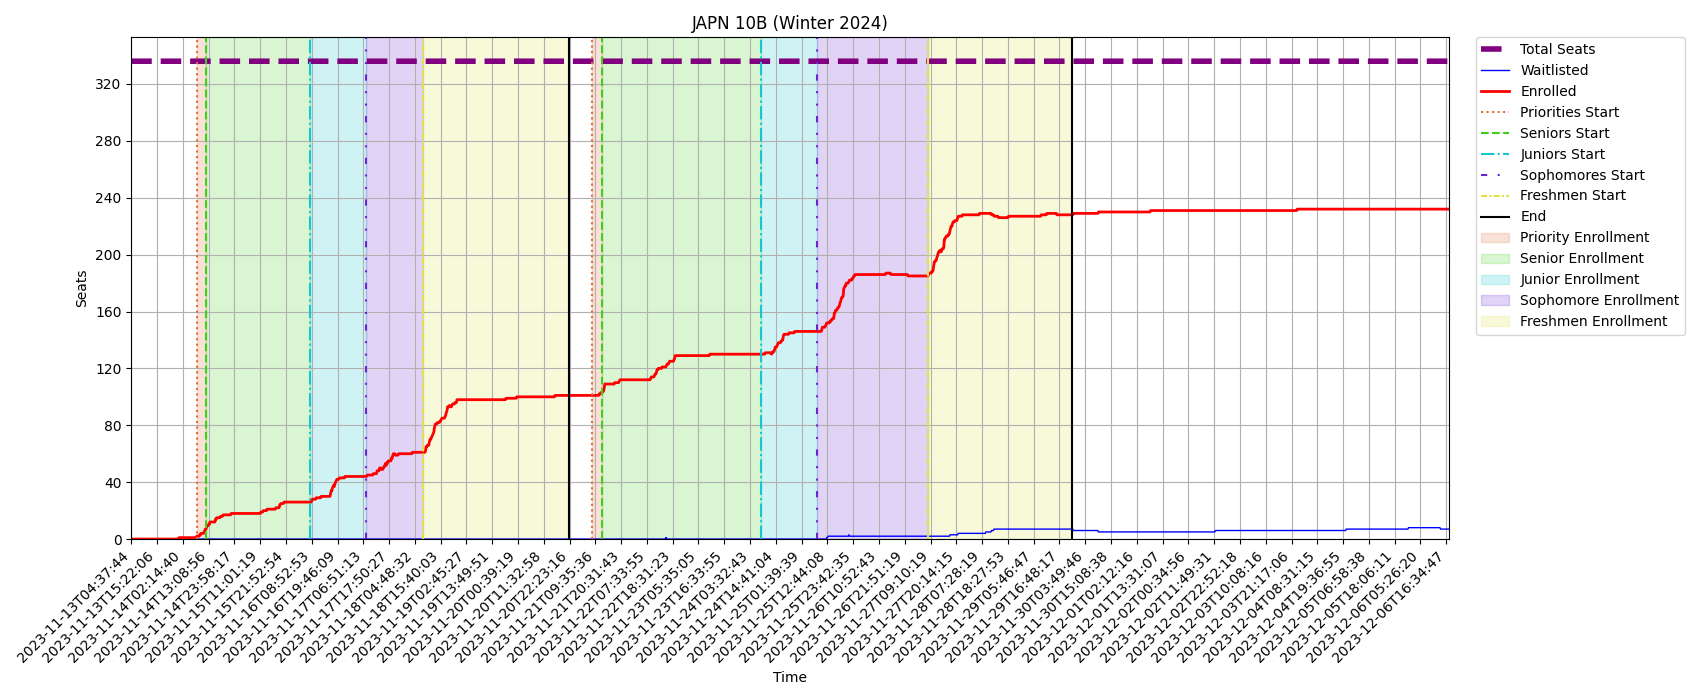 JAPN 10B (Winter 2024)
Seats
320
280
240
200
160
120
80
40
0
2023-11-13T04:37:44
2023-11-13T15:22:06
2023-11-14T02:14:40
2023-11-14T13:08:56
2023-11-14T23:58:17
2023-11-15T11:01:19
2023-11-15T21:52:54
2023-11-16T08:52:53
2023-11-16T19:46:09
2023-11-17T06:51:13
2023-11-17T17:50:27
2023-11-18T04:48:32
2023-11-18T15:40:03
2023-11-19T02:45:27
2023-11-19T13:49:51
2023-11-20T00:39:19
2023-11-20T11:32:58
2023-11-20T22:23:16
2023-11-21T09:35:36
2023-11-21T20:31:43
2023-11-22T07:33:55
2023-11-22T18:31:23
2023-11-23T05:35:05
2023-11-23T16:33:55
2023-11-24T03:32:43
2023-11-24T14:41:04
2023-11-25T01:39:39
2023-11-25T12:44:08
2023-11-25T23:42:35
2023-11-26T10:52:43
2023-11-26T21:51:19
2023-11-27T09:10:19
2023-11-27T20:14:15
2023-11-28T07:28:19
2023-11-28T18:27:53
2023-11-29T05:46:47
2023-11-29T16:48:17
2023-11-30T03:49:46
2023-11-30T15:08:38
2023-12-01T02:12:16
2023-12-01T13:31:07
2023-12-02T00:34:56
2023-12-02T11:49:31
2023-12-02T22:52:18
2023-12-03T10:08:16
2023-12-03T21:17:06
2023-12-04T08:31:15
2023-12-04T19:36:55
2023-12-05T06:58:38
2023-12-05T18:06:11
2023-12-06T05:26:20
2023-12-06T16:34:47
Time
Total Seats
Waitlisted
Enrolled
Priorities Start
Seniors Start
Juniors Start
Sophomores Start
Freshmen Start
End
Priority Enrollment
Senior Enrollment
Junior Enrollment
Sophomore Enrollment
Freshmen Enrollment